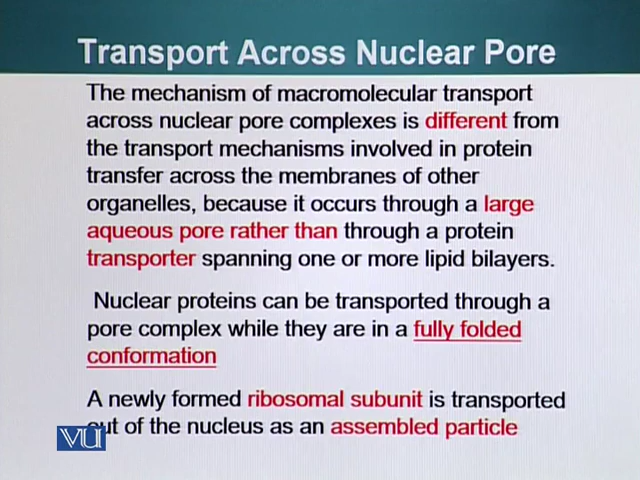 Transport Across Nuclear Pore
The mechanism of macromolecular transport
across nuclear pore complexes is different from
the transport mechanisms involved in protein
transfer across the membranes of other
organelles, because it occurs through a large
aqueous pore rather than through a protein
transporter spanning one or more lipid bilayers.
Nuclear proteins can be transported through a
pore complex while they are in a fully folded
conformation
A newly formed ribosomal subunit is transported
out of the nucleus as an assembled particle
VU